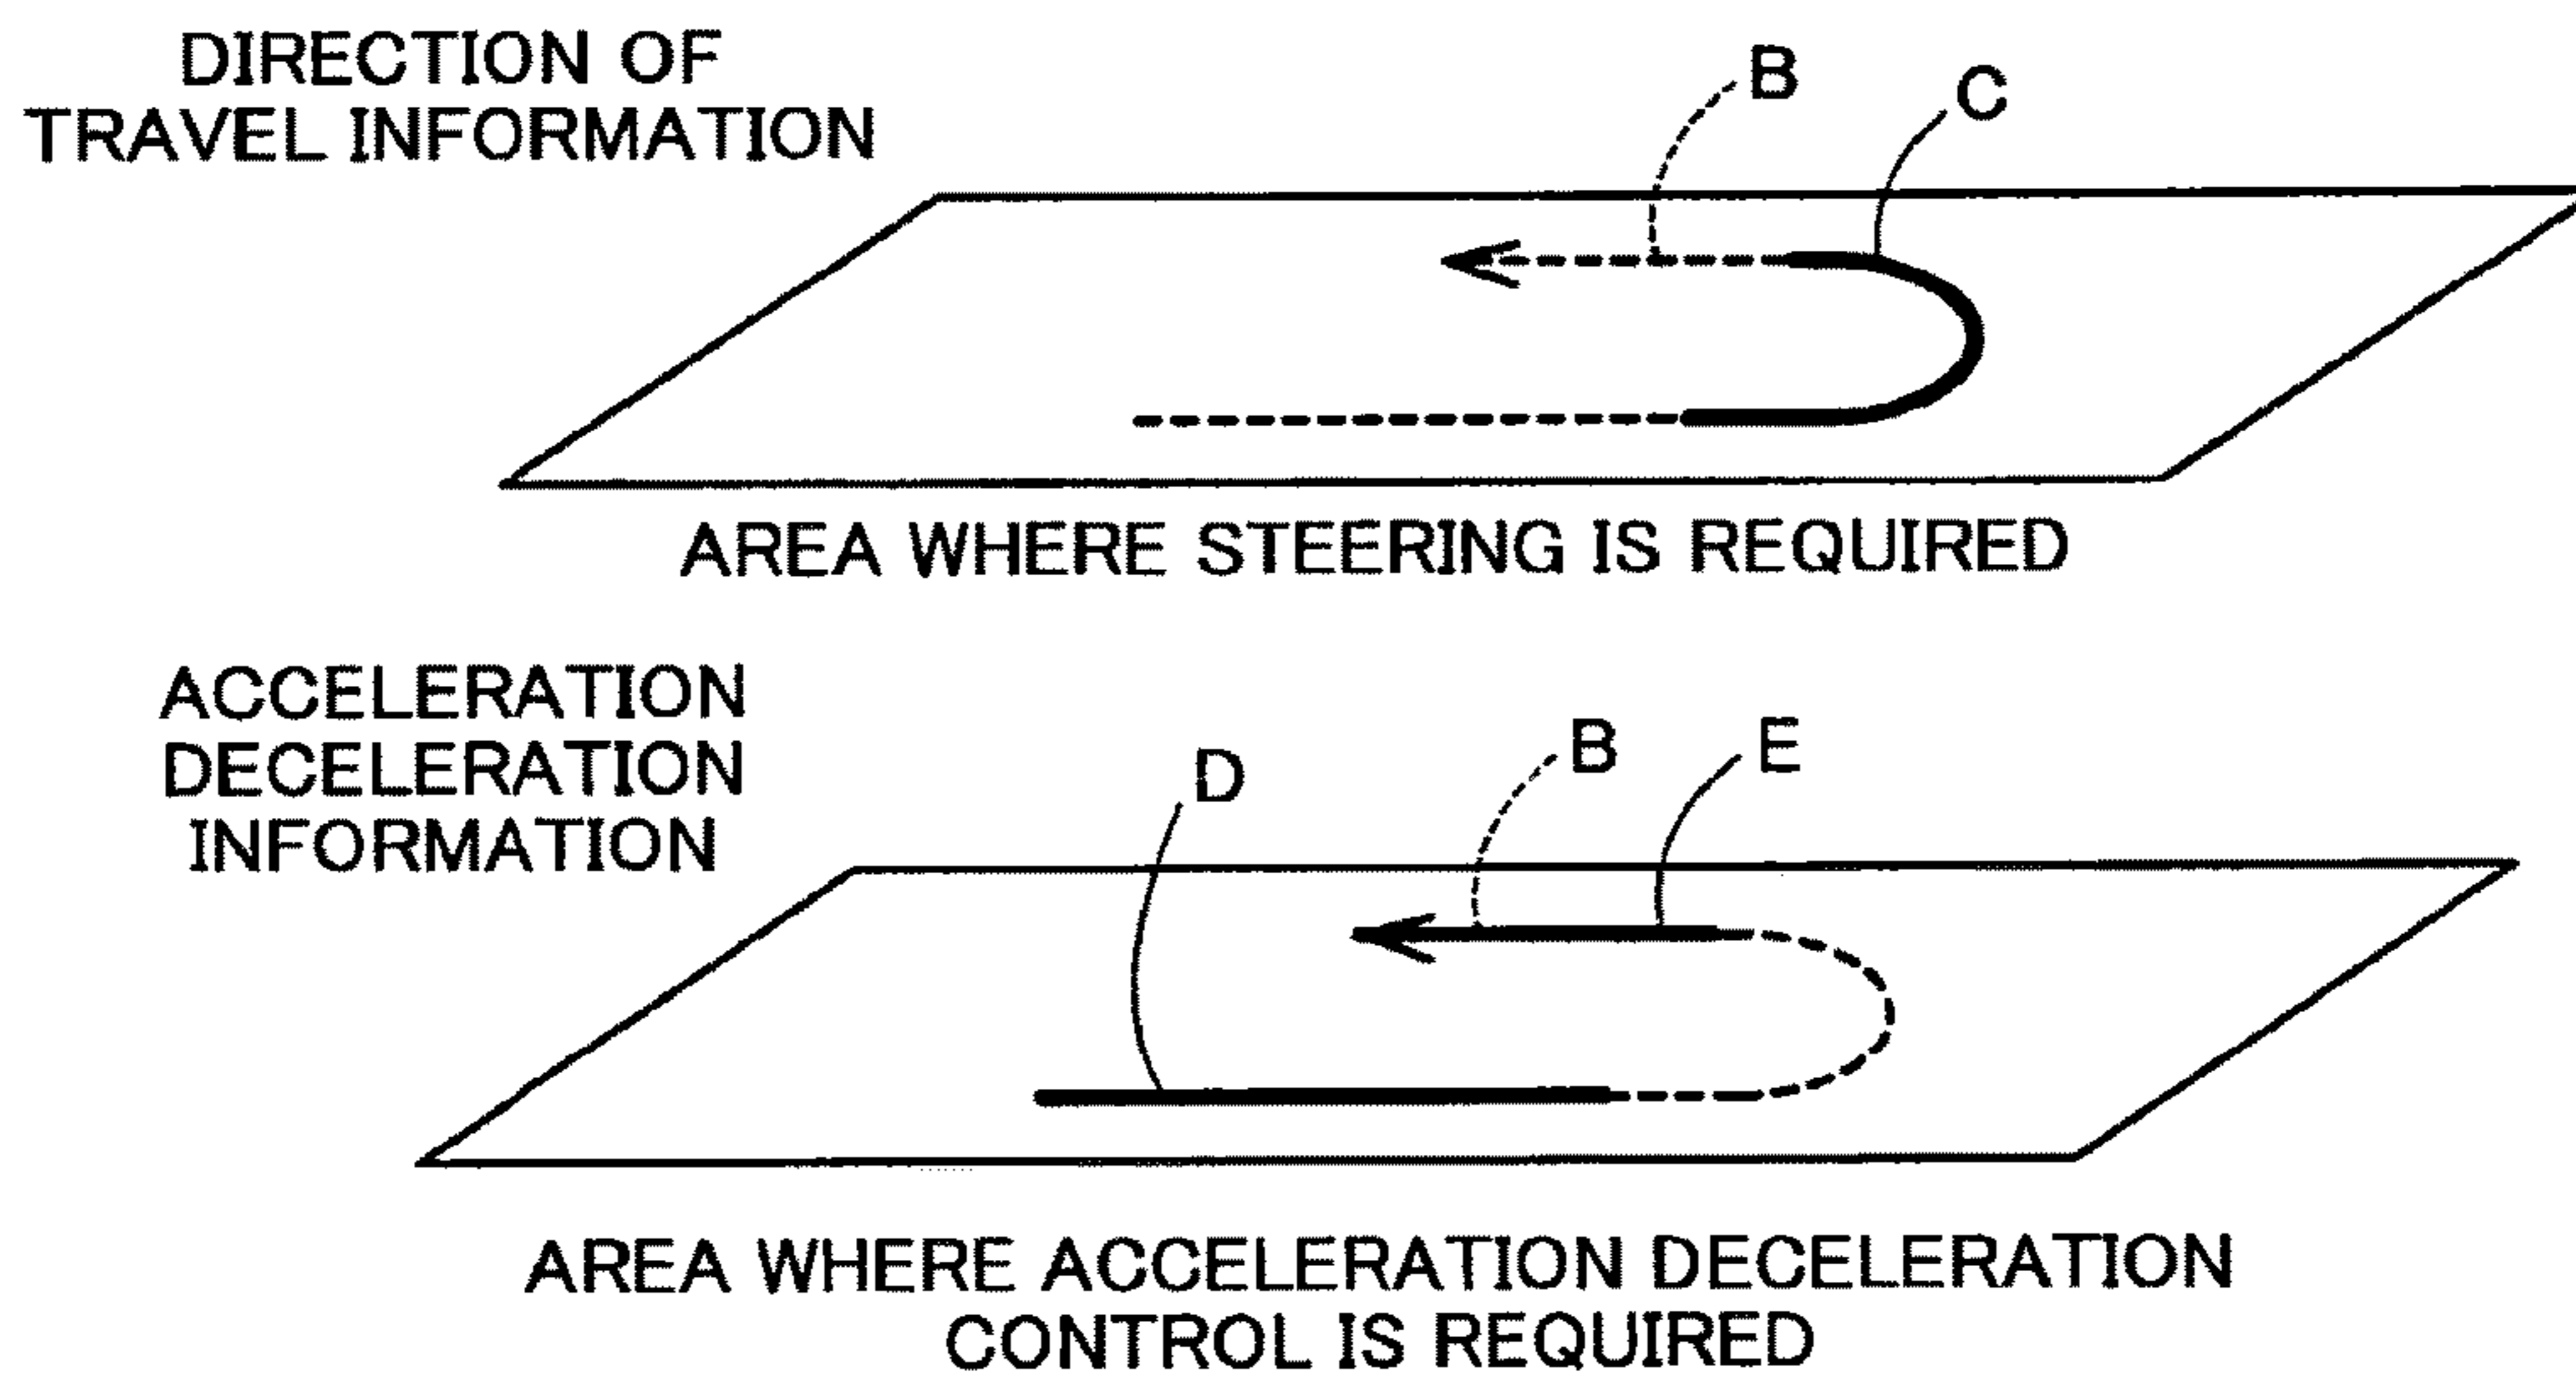 DIRECTION OF
TRAVEL INFORMATION
B
C
AREA WHERE STEERING IS REQUIRED
ACCELERATION
DECELERATION
INFORMATION
D
B
E
AREA WHERE ACCELERATION DECELERATION
CONTROL IS REQUIRED